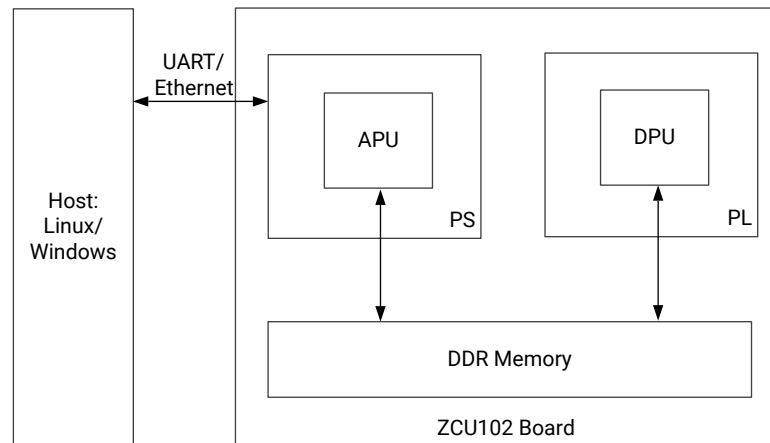 UART/
Ethernet
Host:
Linux/
Windows
APU
PS
DPU
PL
DDR Memory
ZCU102 Board